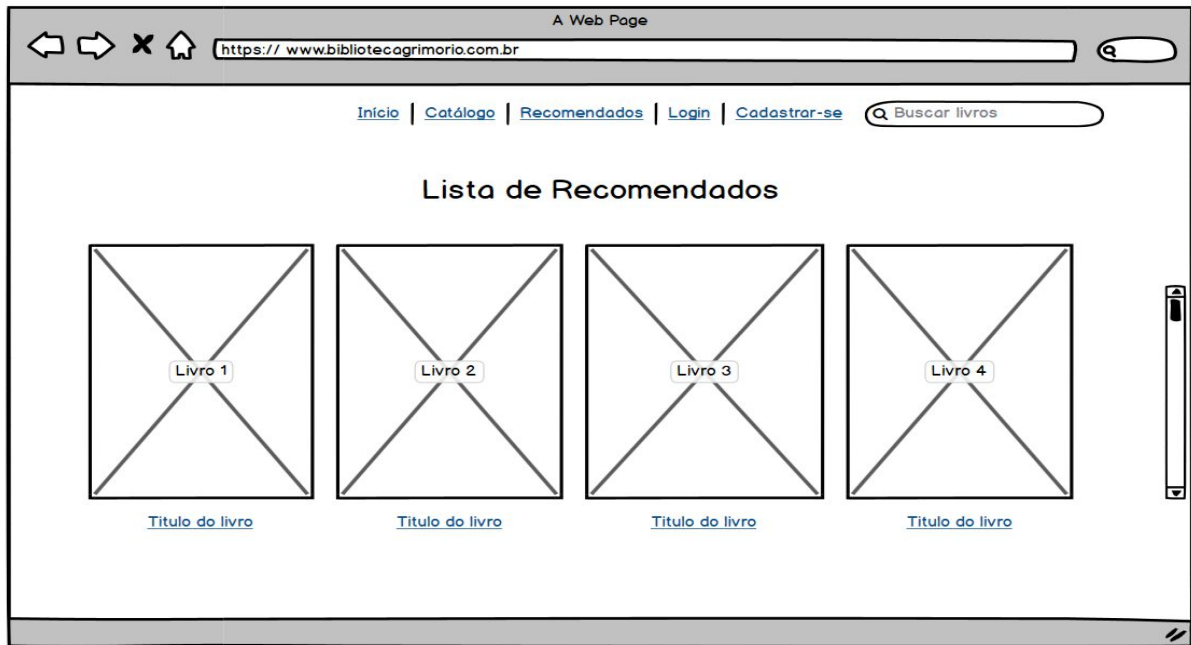 A Web Page
https:// www.bibliotecagrimorio.com.br
Início | Catálogo | Recomendados | Login | Cadastrar-se
Buscar livros
Lista de Recomendados
Livro 1
Livro 2
Livro 3
Livro 4
Titulo do livro
Titulo do livro
Titulo do livro
Titulo do livro